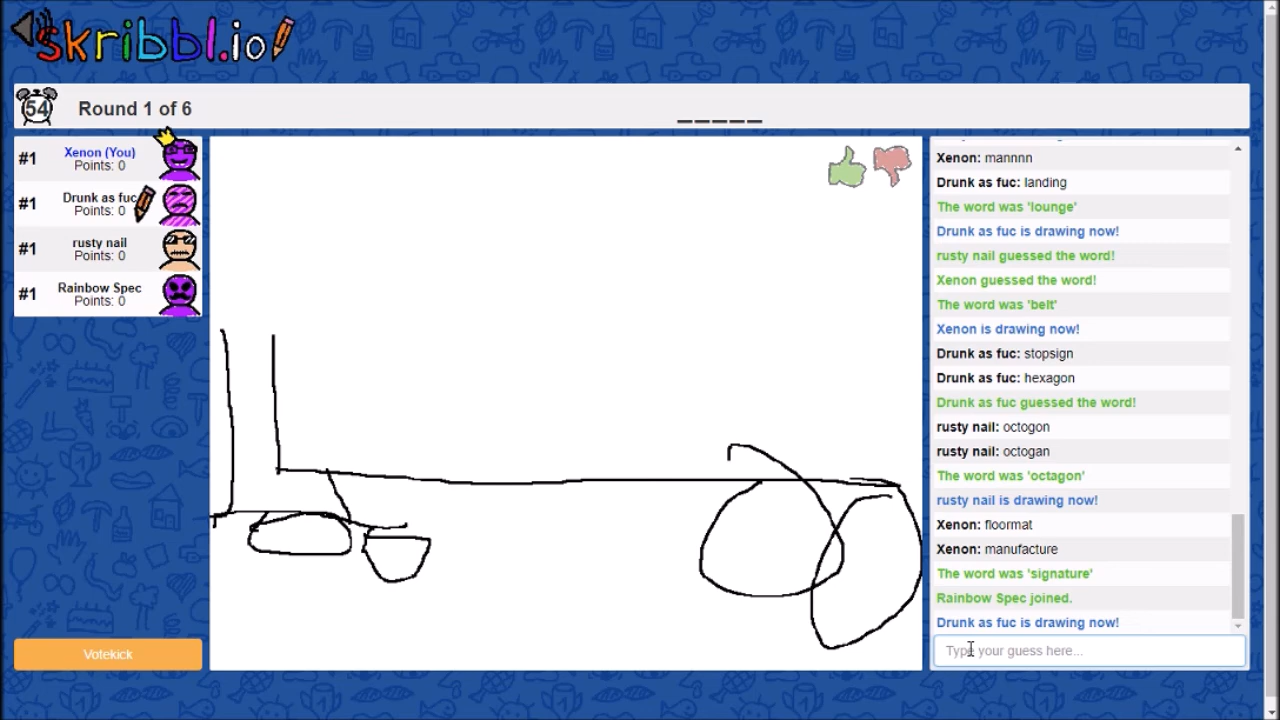 skribbl.io
54
Round 1 of 6
_____
#1
Xenon (You)
Points: 0
#1
Drunk as fuc
Points: 0
#1
rusty nail
Points: 0
#1
Rainbow Spec
Points: 0
Votekick
Xenon: mannnn
Drunk as fuc: landing
The word was 'lounge'
Drunk as fuc is drawing now!
rusty nail guessed the word!
Xenon guessed the word!
The word was 'belt'
Xenon is drawing now!
Drunk as fuc: stopsign
Drunk as fuc: hexagon
Drunk as fuc guessed the word!
rusty nail: octogon
rusty nail: octogan
The word was 'octagon'
rusty nail is drawing now!
Xenon: floormat
Xenon: manufacture
The word was 'signature'
Rainbow Spec joined.
Drunk as fuc is drawing now!
Type your guess here...